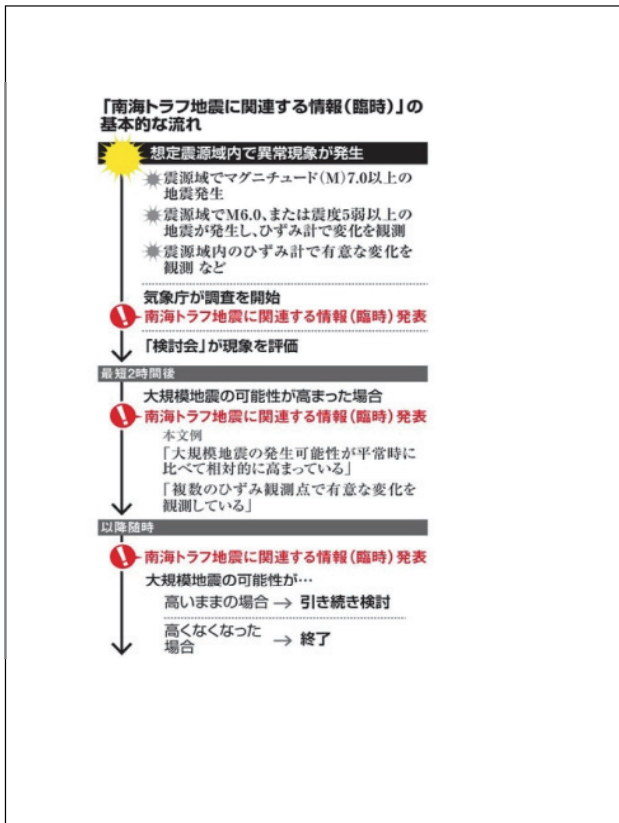 「南海トラフ地震に関連する情報(臨時)」の
基本的な流れ
想定震源域内で異常現象が発生
震源域でマグニチュード(M)7.0以上の
地震発生
震源域でM6.0、または震度5弱以上の
地震が発生し、ひずみ計で変化を観測
震源域内のひずみ計で有意な変化を
観測 など
気象庁が調査を開始
南海トラフ地震に関連する情報(臨時)発表
「検討会」が現象を評価
最短2時間後
大規模地震の可能性が高まった場合
南海トラフ地震に関連する情報(臨時)発表
本文例
「大規模地震の発生可能性が平常時に
比べて相対的に高まっている」
「複数のひずみ観測点で有意な変化を
観測している」
以降随時
南海トラフ地震に関連する情報(臨時)発表
大規模地震の可能性が…
高いままの場合 → 引き続き検討
高くなくなった
場合 → 終了